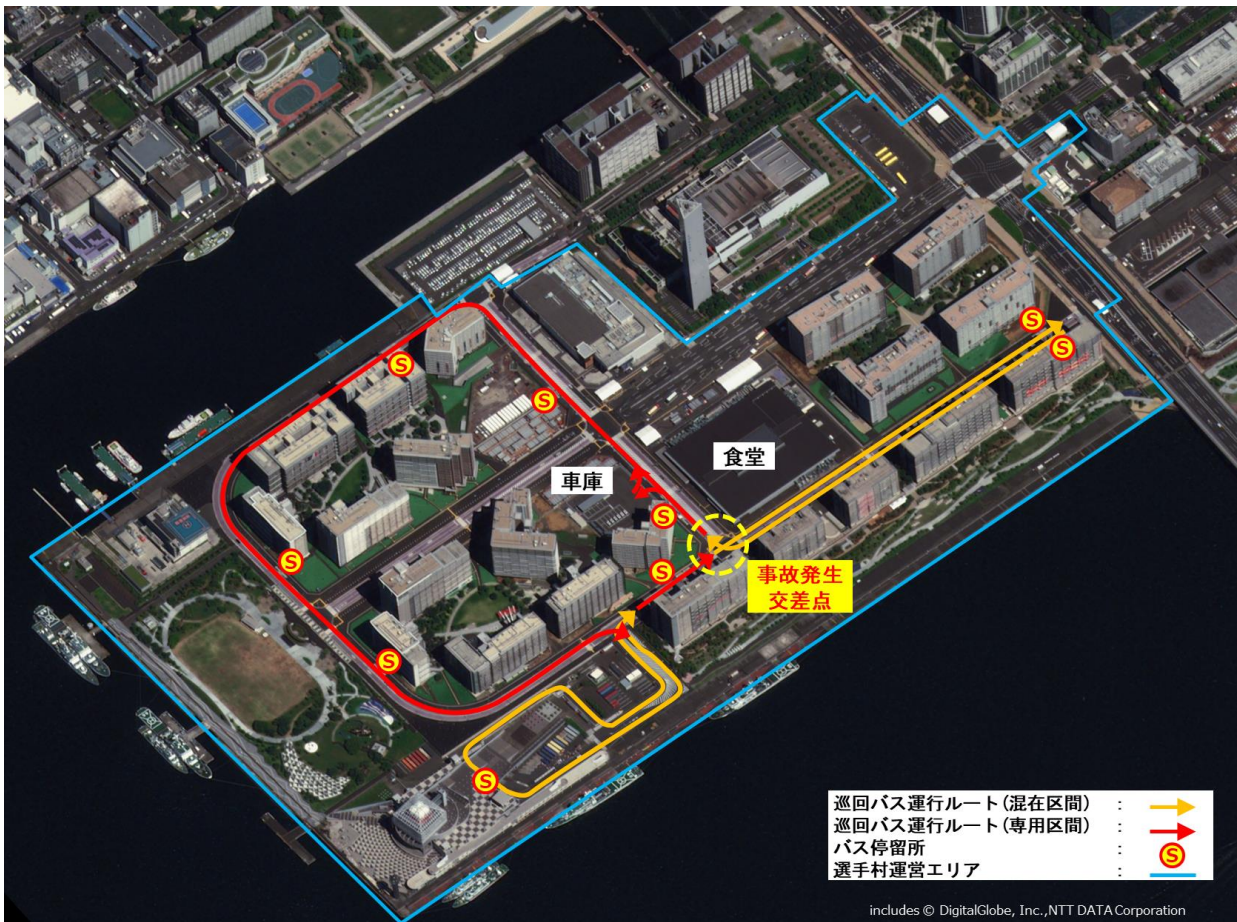 S
S
S
S
食堂
車庫
S
S
事故発生
交差点
S
S
S
巡回バス運行ルート(混在区間) :
巡回バス運行ルート(専用区間) :
バス停留所 : S
選手村運営エリア :
includes © DigitalGlobe, Inc.,NTT DATA Corporation